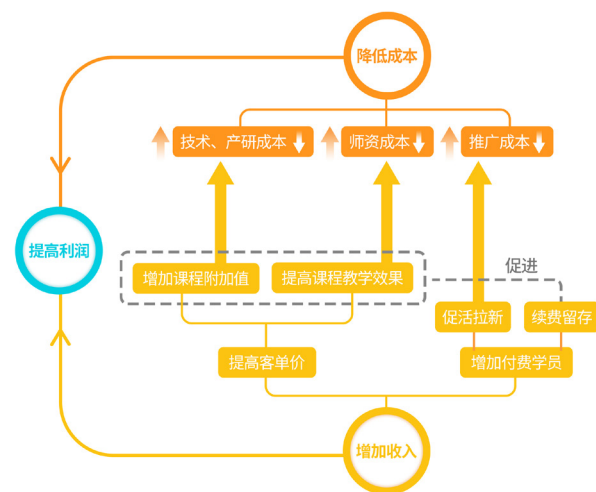 降低成本
技术、产研成本
师资成本
推广成本
提高利润
促进
增加课程附加值
提高课程教学效果
促活拉新
续费留存
提高客单价
增加付费学员
增加收入